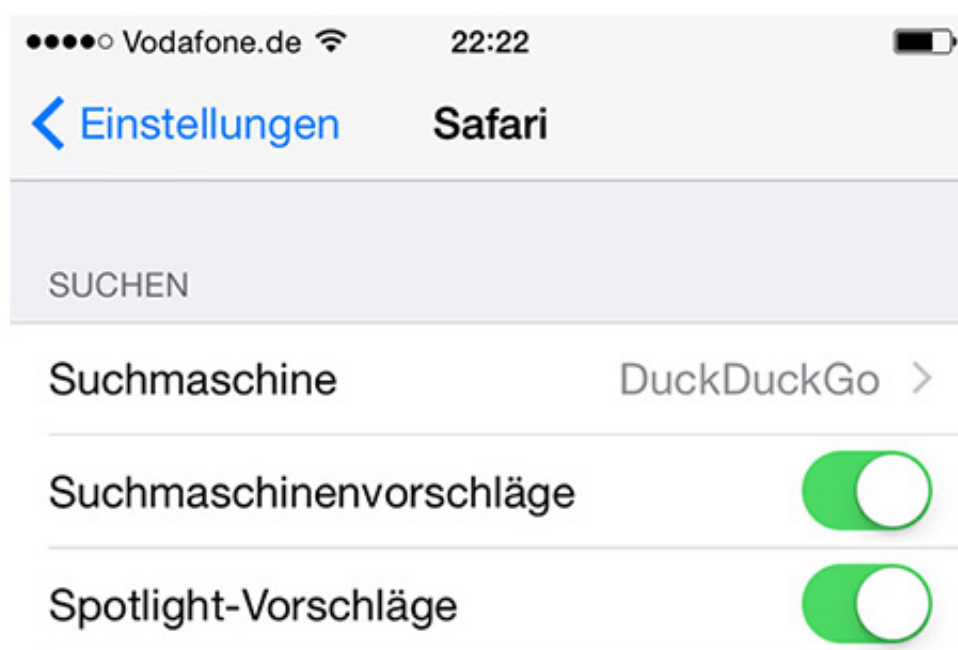 Vodafone.de 22:22
Einstellungen Safari
SUCHEN
Suchmaschine DuckDuckGo
Suchmaschinenvorschläge
Spotlight-Vorschläge